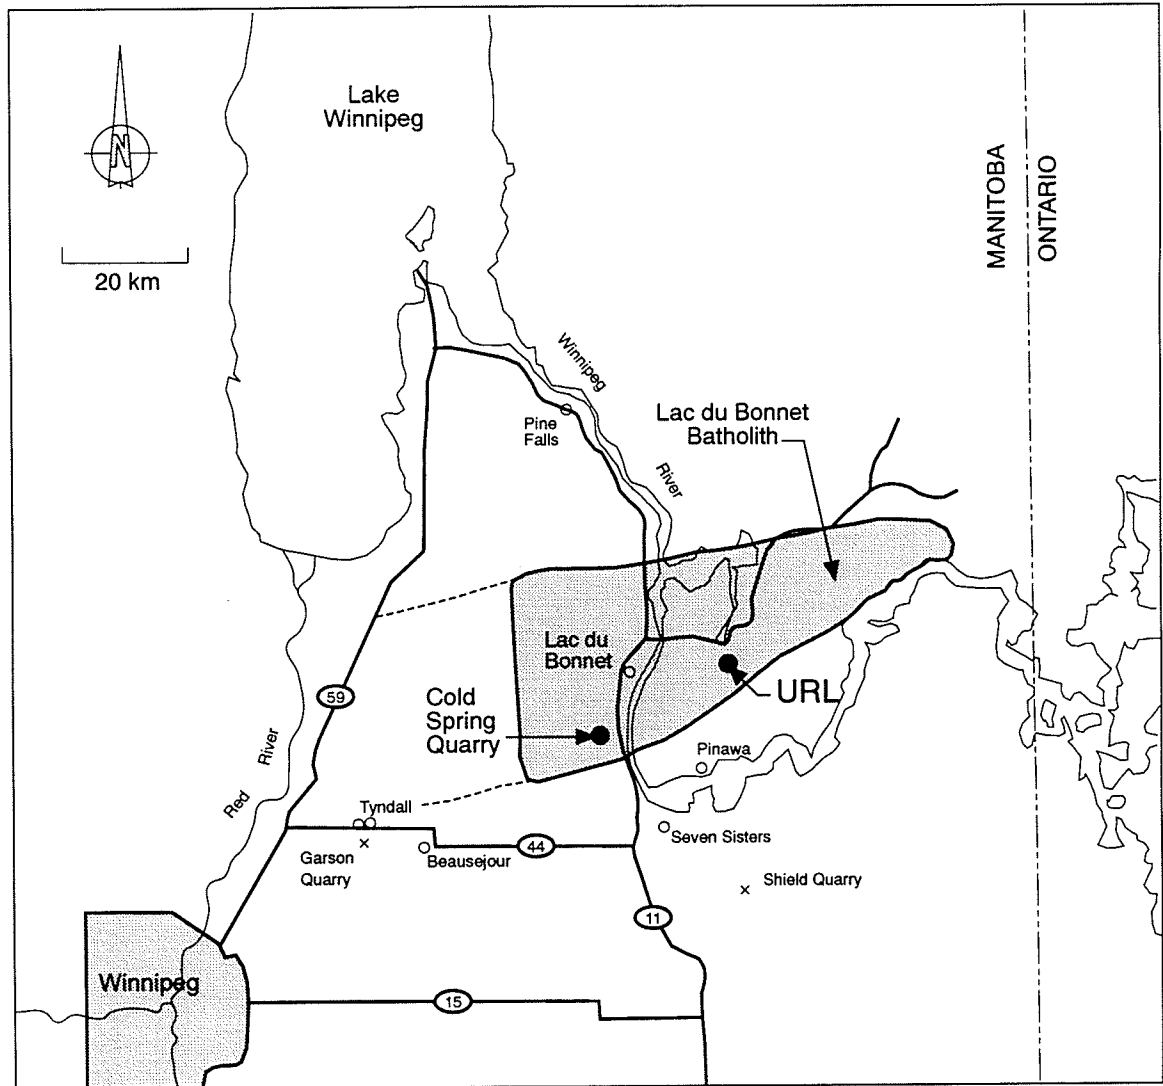 Lake
Winnipeg
N
20 km
MANITOBA
ONTARIO
Winnipeg
River
Pine
Falls
Lac du Bonnet
Batholith
Lac du
Bonnet
59
Cold
Spring
Quarry
URL
Pinawa
Red
River
Tyndall
Seven Sisters
44
Garson
Quarry
Beausejour
Shield Quarry
11
Winnipeg
15